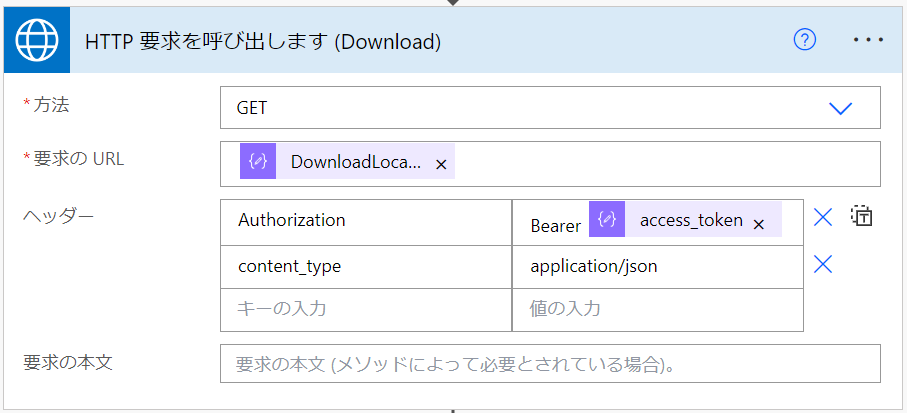 HTTP 要求を呼び出します (Download)
*方法
GET
*要求の URL
DownloadLoca...
ヘッダー
Authorization
Bearer access_token
content_type
application/json
キーの入力
値の入力
要求の本文
要求の本文 (メソッドによって必要とされている場合)。